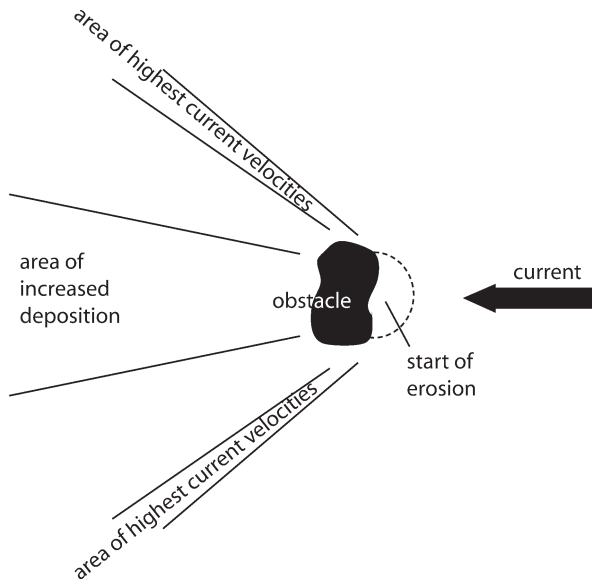 area of highest current velocities
area of
increased
deposition
obstacle
current
start of
erosion
area of highest current velocities